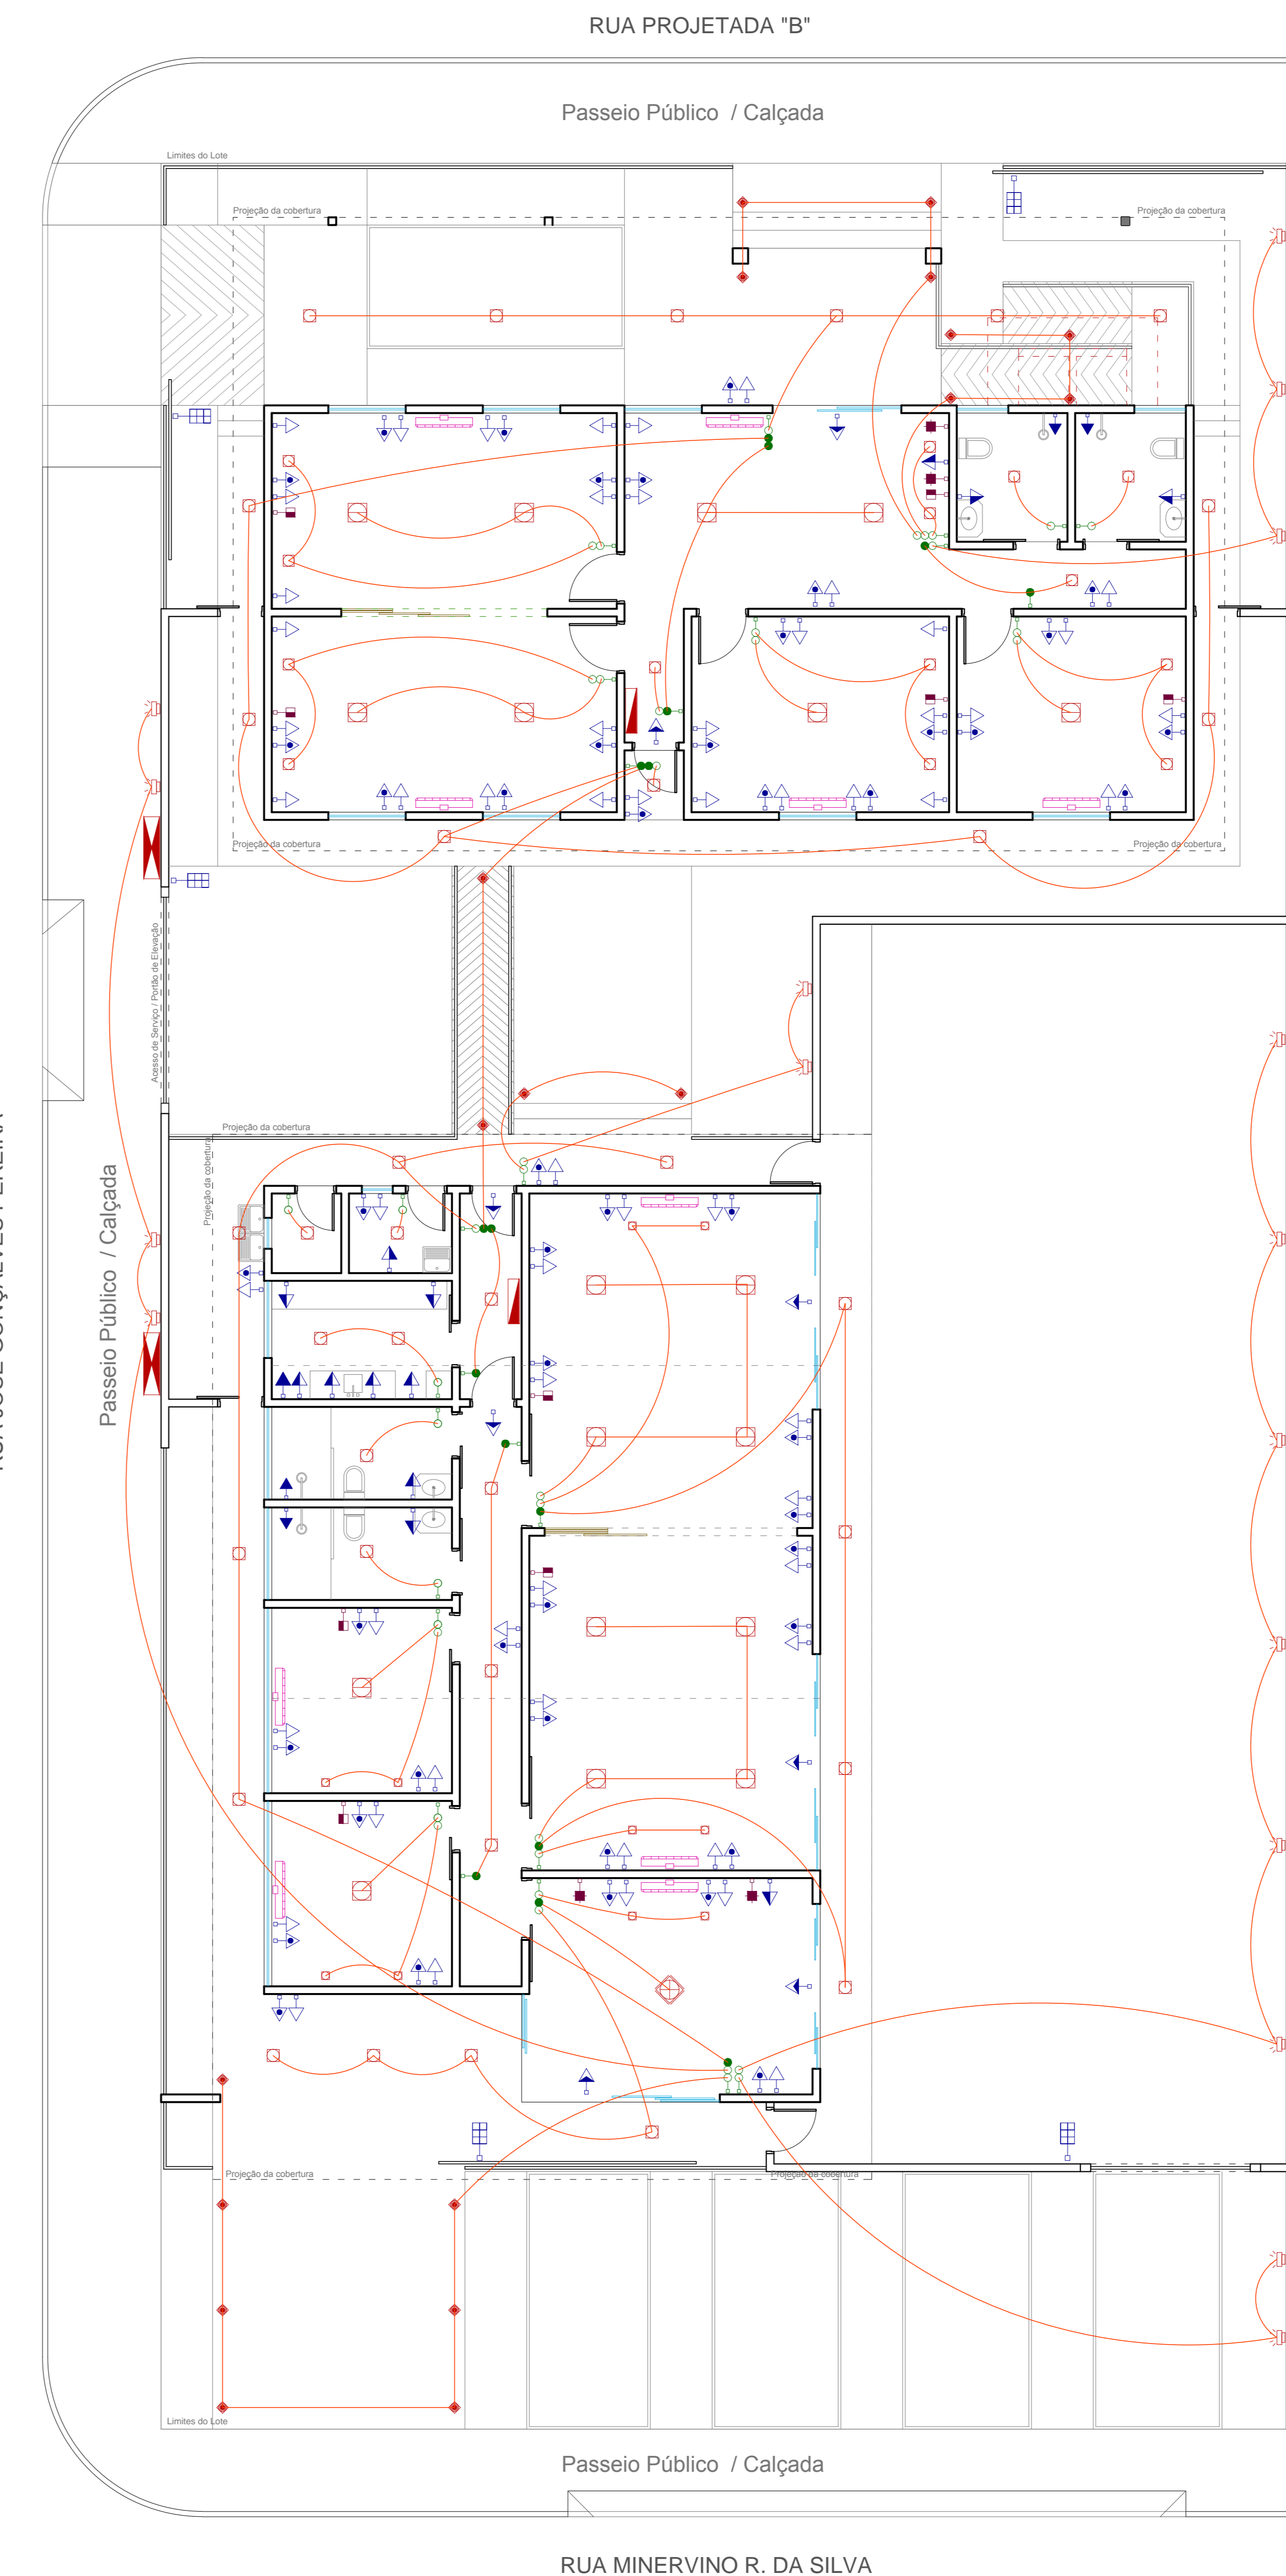 RUA PROJETADA "B"
Passeio Público / Calçada
Limites do Lote
Projeção da cobertura
Projeção da cobertura
Projeção da cobertura
Projeção da cobertura
Acesso de Serviço / Portão de Elevação
Projeção da cobertura
Projeção da cobertura
Passeio Público / Calçada
Projeção da cobertura
Projeção da cobertura
Limites do Lote
Passeio Público / Calçada
RUA MINERVINO R. DA SILVA